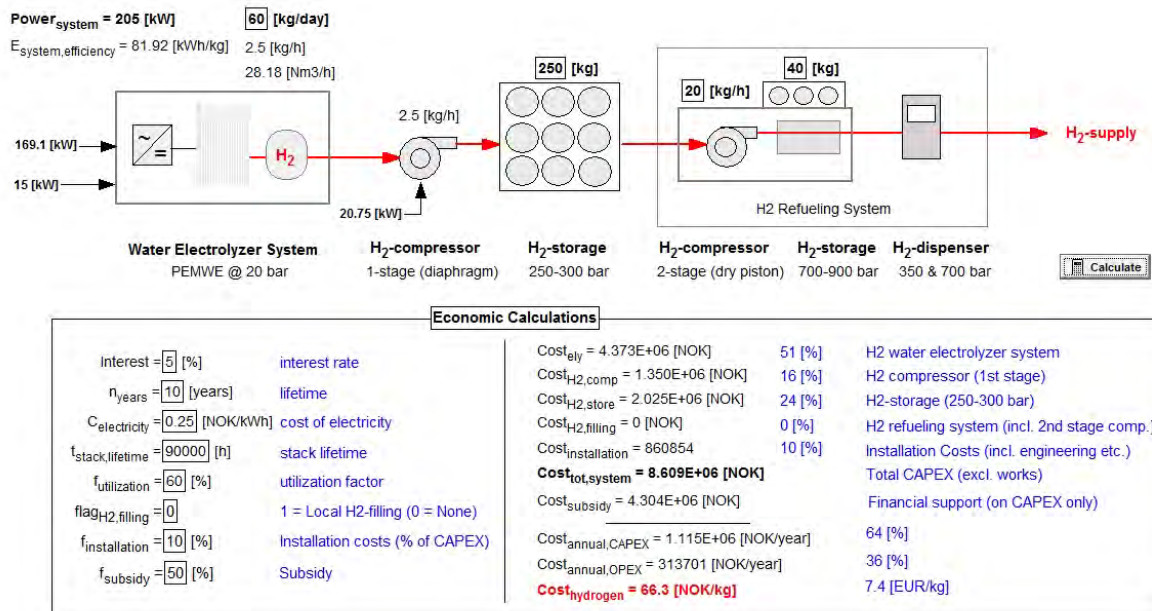 Power_system = 205 [kW]
60 [kg/day]
E_system,efficiency = 81.92 [kWh/kg]
2.5 [kg/h]
28.18 [Nm3/h]
250 [kg]
40 [kg]
20 [kg/h]
2.5 [kg/h]
169.1 [kW]
~
=
H2
H2-supply
15 [kW]
20.75 [kW]
H2 Refueling System
Water Electrolyzer System
PEMWE @ 20 bar
H2-compressor
1-stage (diaphragm)
H2-storage
250-300 bar
H2-compressor
2-stage (dry piston)
H2-storage
700-900 bar
H2-dispenser
350 & 700 bar
Calculate
Economic Calculations
Interest = 5 [%] interest rate
n_years = 10 [years] lifetime
C_electricity = 0.25 [NOK/kWh] cost of electricity
t_stack,lifetime = 90000 [h] stack lifetime
f_utilization = 60 [%] utilization factor
flag_H2,filling = 0 1 = Local H2-filling (0 = None)
f_installation = 10 [%] Installation costs (% of CAPEX)
f_subsidy = 50 [%] Subsidy
Cost_ely = 4.373E+06 [NOK] 51 [%] H2 water electrolyzer system
Cost_H2,comp = 1.350E+06 [NOK] 16 [%] H2 compressor (1st stage)
Cost_H2,store = 2.025E+06 [NOK] 24 [%] H2-storage (250-300 bar)
Cost_H2,filling = 0 [NOK] 0 [%] H2 refueling system (incl. 2nd stage comp.)
Cost_installation = 860854 10 [%] Installation Costs (incl. engineering etc.)
Cost_tot,system = 8.609E+06 [NOK] Total CAPEX (excl. works)
Cost_subsidy = 4.304E+06 [NOK] Financial support (on CAPEX only)
Cost_annual,CAPEX = 1.115E+06 [NOK/year] 64 [%]
Cost_annual,OPEX = 313701 [NOK/year] 36 [%]
Cost_hydrogen = 66.3 [NOK/kg] 7.4 [EUR/kg]